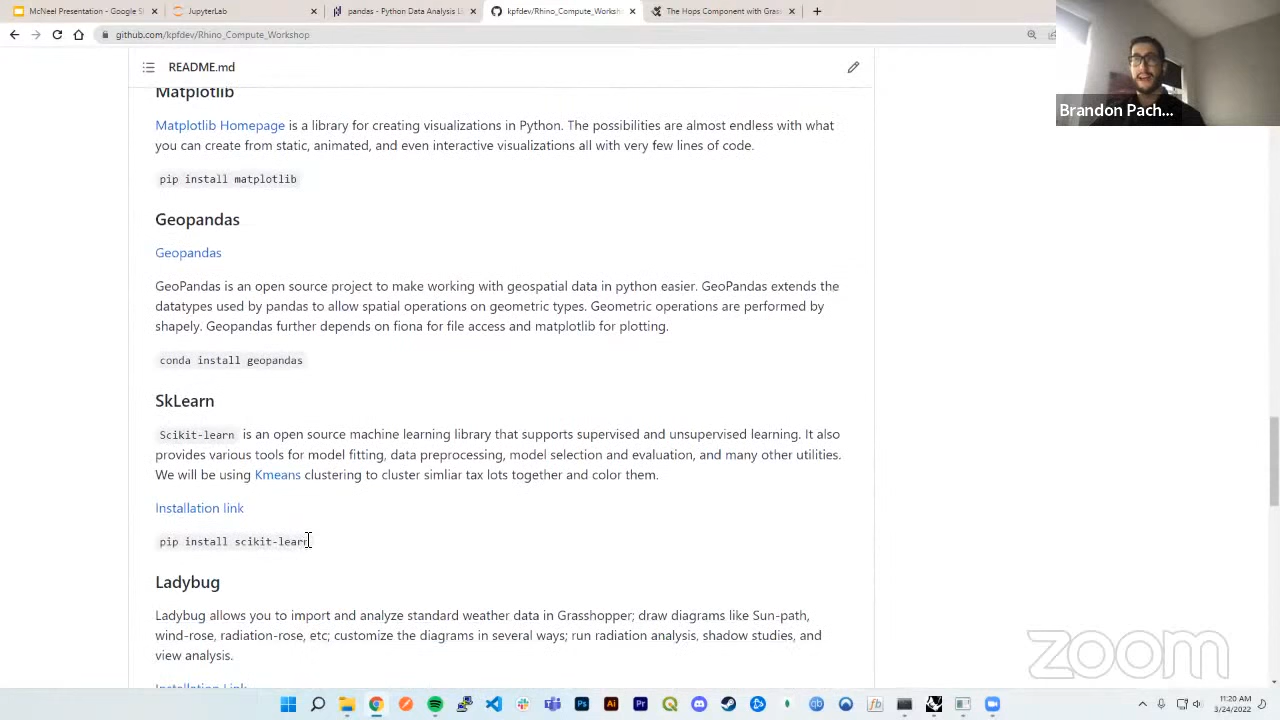 McNeel Presentation - Google Sl
JupyterLab
pandas - Python Data Analysis Li
kpfdev/Rhino_Compute_Worksh
The Hops Component with Gras
github.com/kpfdev/Rhino_Compute_Workshop
README.md
Brandon Pach...
Matplotlib
Matplotlib Homepage is a library for creating visualizations in Python. The possibilities are almost endless with what
you can create from static, animated, and even interactive visualizations all with very few lines of code.
pip install matplotlib
Geopandas
Geopandas
GeoPandas is an open source project to make working with geospatial data in python easier. GeoPandas extends the
datatypes used by pandas to allow spatial operations on geometric types. Geometric operations are performed by
shapely. Geopandas further depends on fiona for file access and matplotlib for plotting.
conda install geopandas
SkLearn
Scikit-learn is an open source machine learning library that supports supervised and unsupervised learning. It also
provides various tools for model fitting, data preprocessing, model selection and evaluation, and many other utilities.
We will be using Kmeans clustering to cluster simliar tax lots together and color them.
Installation link
pip install scikit-learn
Ladybug
Ladybug allows you to import and analyze standard weather data in Grasshopper; draw diagrams like Sun-path,
wind-rose, radiation-rose, etc; customize the diagrams in several ways; run radiation analysis, shadow studies, and
view analysis.
Installation Link
zoom
Ps
Ai
Pr
qb
fb
11:20 AM
3/24/2022